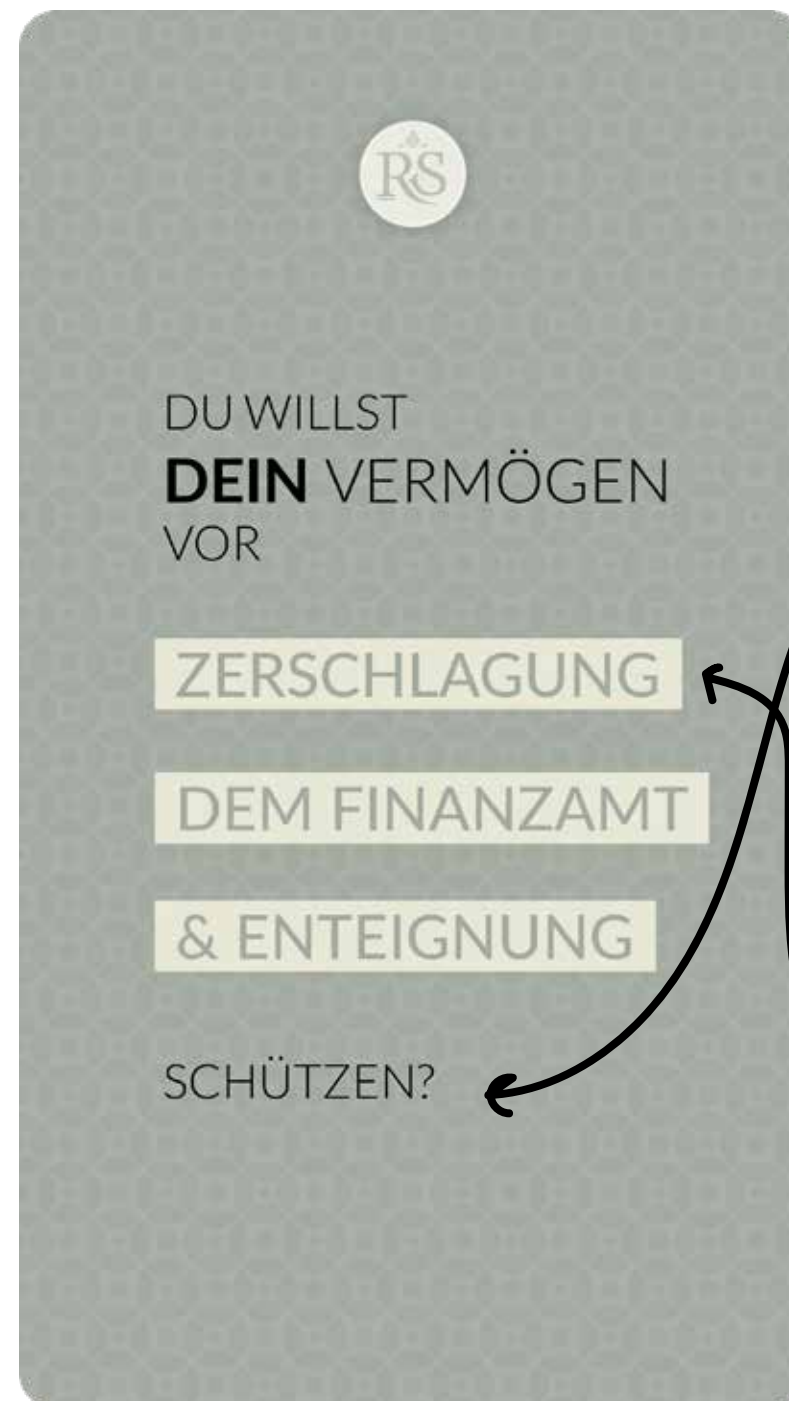 RS
DU WILLST
DEIN VERMÖGEN
VOR
ZERSCHLAGUNG
DEM FINANZAMT
& ENTEIGNUNG
SCHÜTZEN?